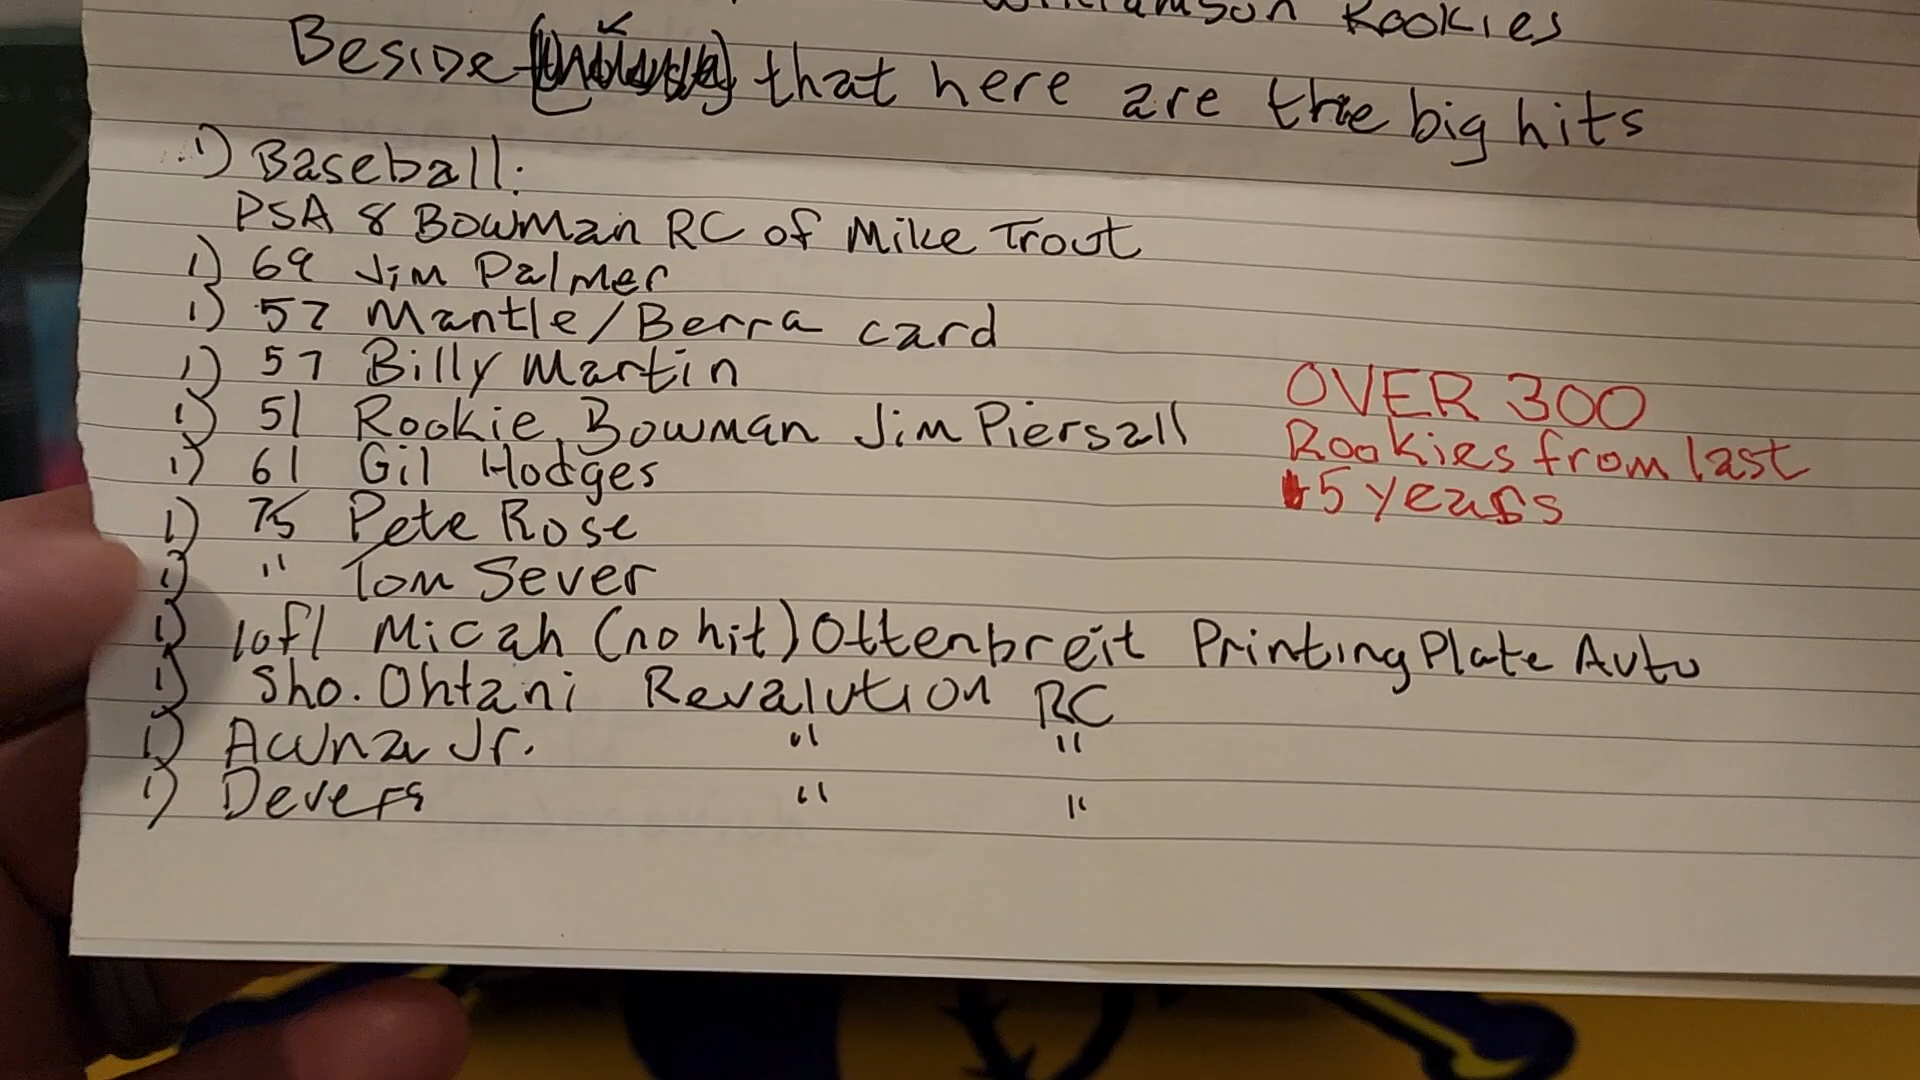 Williamson Rookies
Beside that here are the big hits
1) Baseball:
PSA 8 Bowman RC of Mike Trout
1) 69 Jim Palmer
1) 57 Mantle/Berra card
1) 57 Billy Martin
1) 51 Rookie, Bowman Jim Piersall
1) 61 Gil Hodges
1) 75 Pete Rose
1) " Tom Sever
1) 1of1 Micah (no hit) Ottenbreit Printing Plate Auto
1) Sho. Ohtani Revalution RC
1) Acuna Jr. " "
1) Devers " "
OVER 300
Rookies from last
5 years